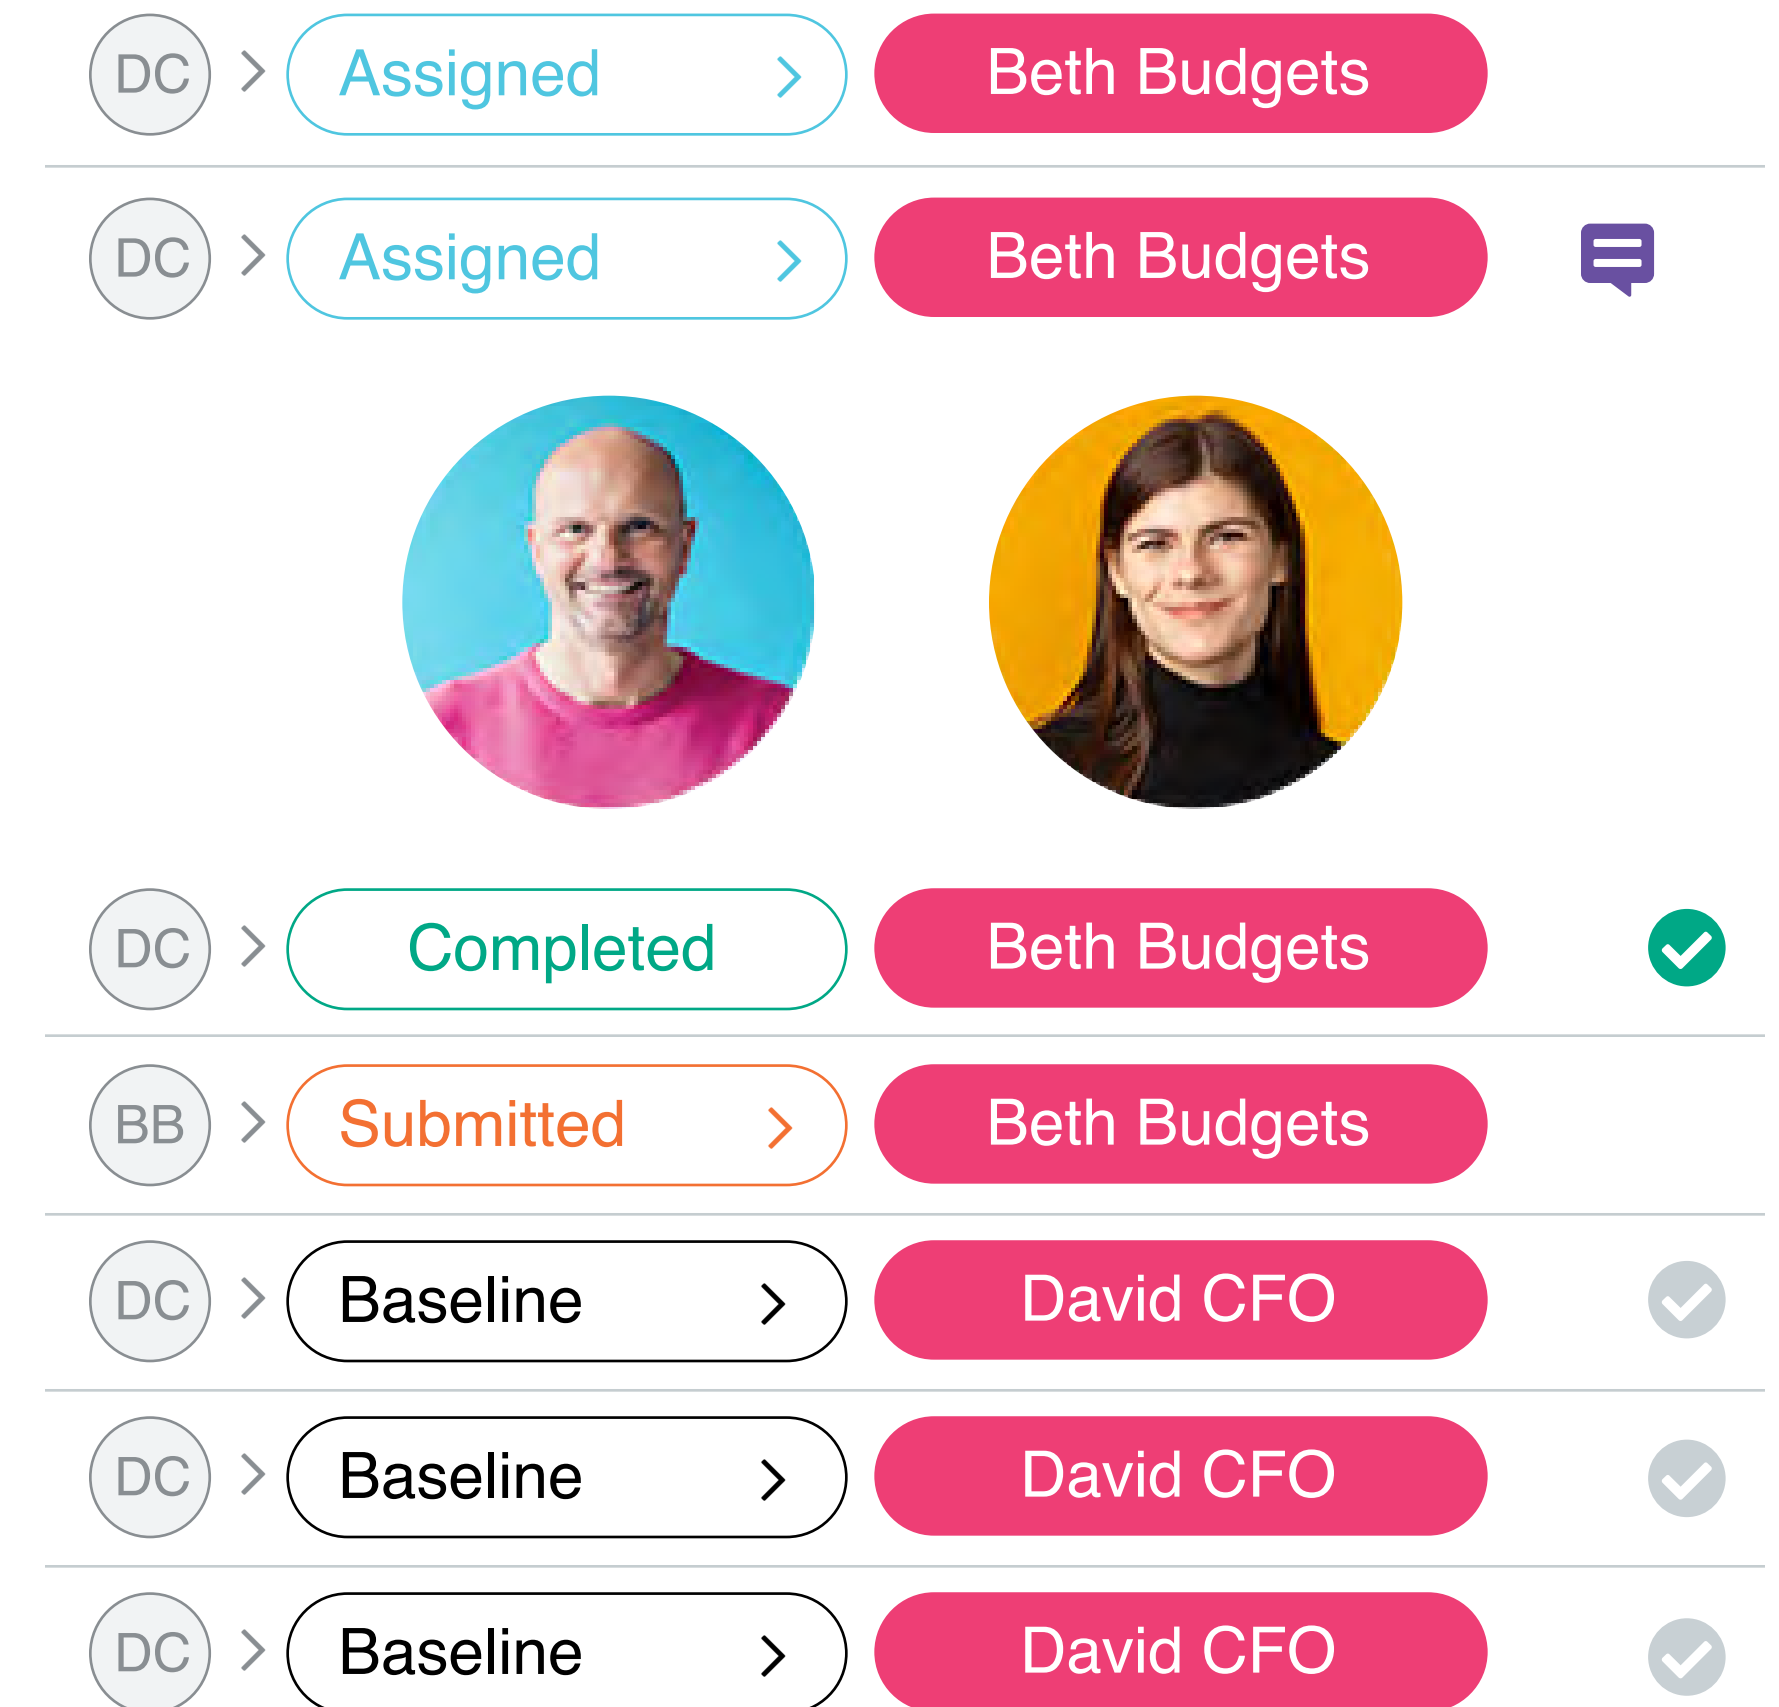 DC Assigned Beth Budgets
DC Assigned Beth Budgets
DC Completed Beth Budgets
BB Submitted Beth Budgets
DC Baseline David CFO
DC Baseline David CFO
DC Baseline David CFO